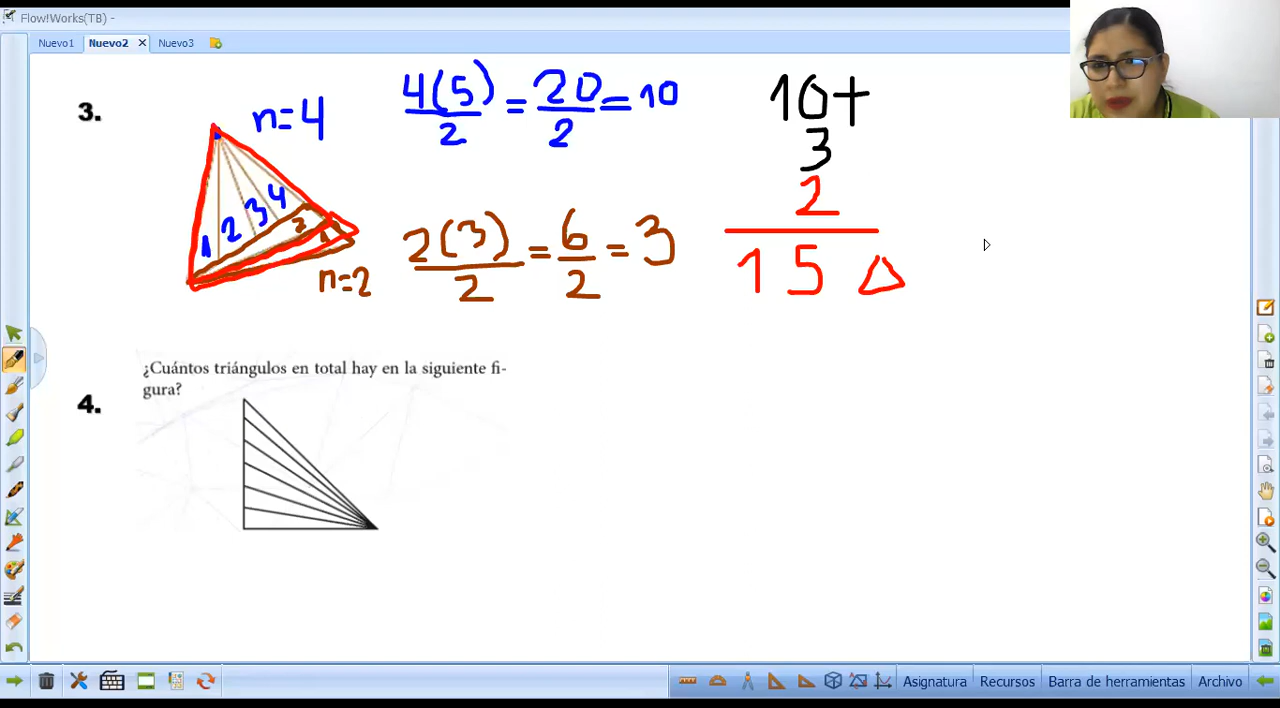 Flow!Works(TB) -
Nuevo1
Nuevo2
Nuevo3
3.
n=4
4(5)/2 = 20/2 = 10
1 2 3 4
2 1
n=2
2(3)/2 = 6/2 = 3
10+
3
2
15 △
4.
¿Cuántos triángulos en total hay en la siguiente fi-
gura?
Asignatura
Recursos
Barra de herramientas
Archivo